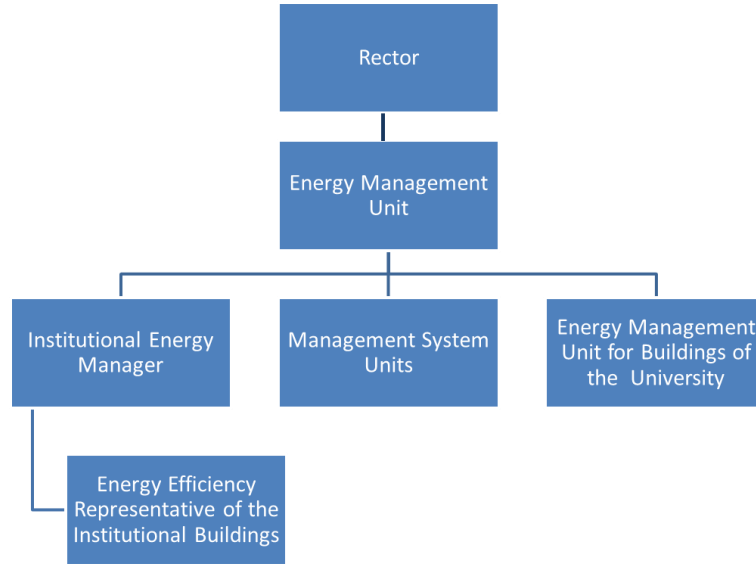 Rector
Energy Management
Unit
Institutional Energy
Manager
Management System
Units
Energy Management
Unit for Buildings of
the University
Energy Efficiency
Representative of the
Institutional Buildings